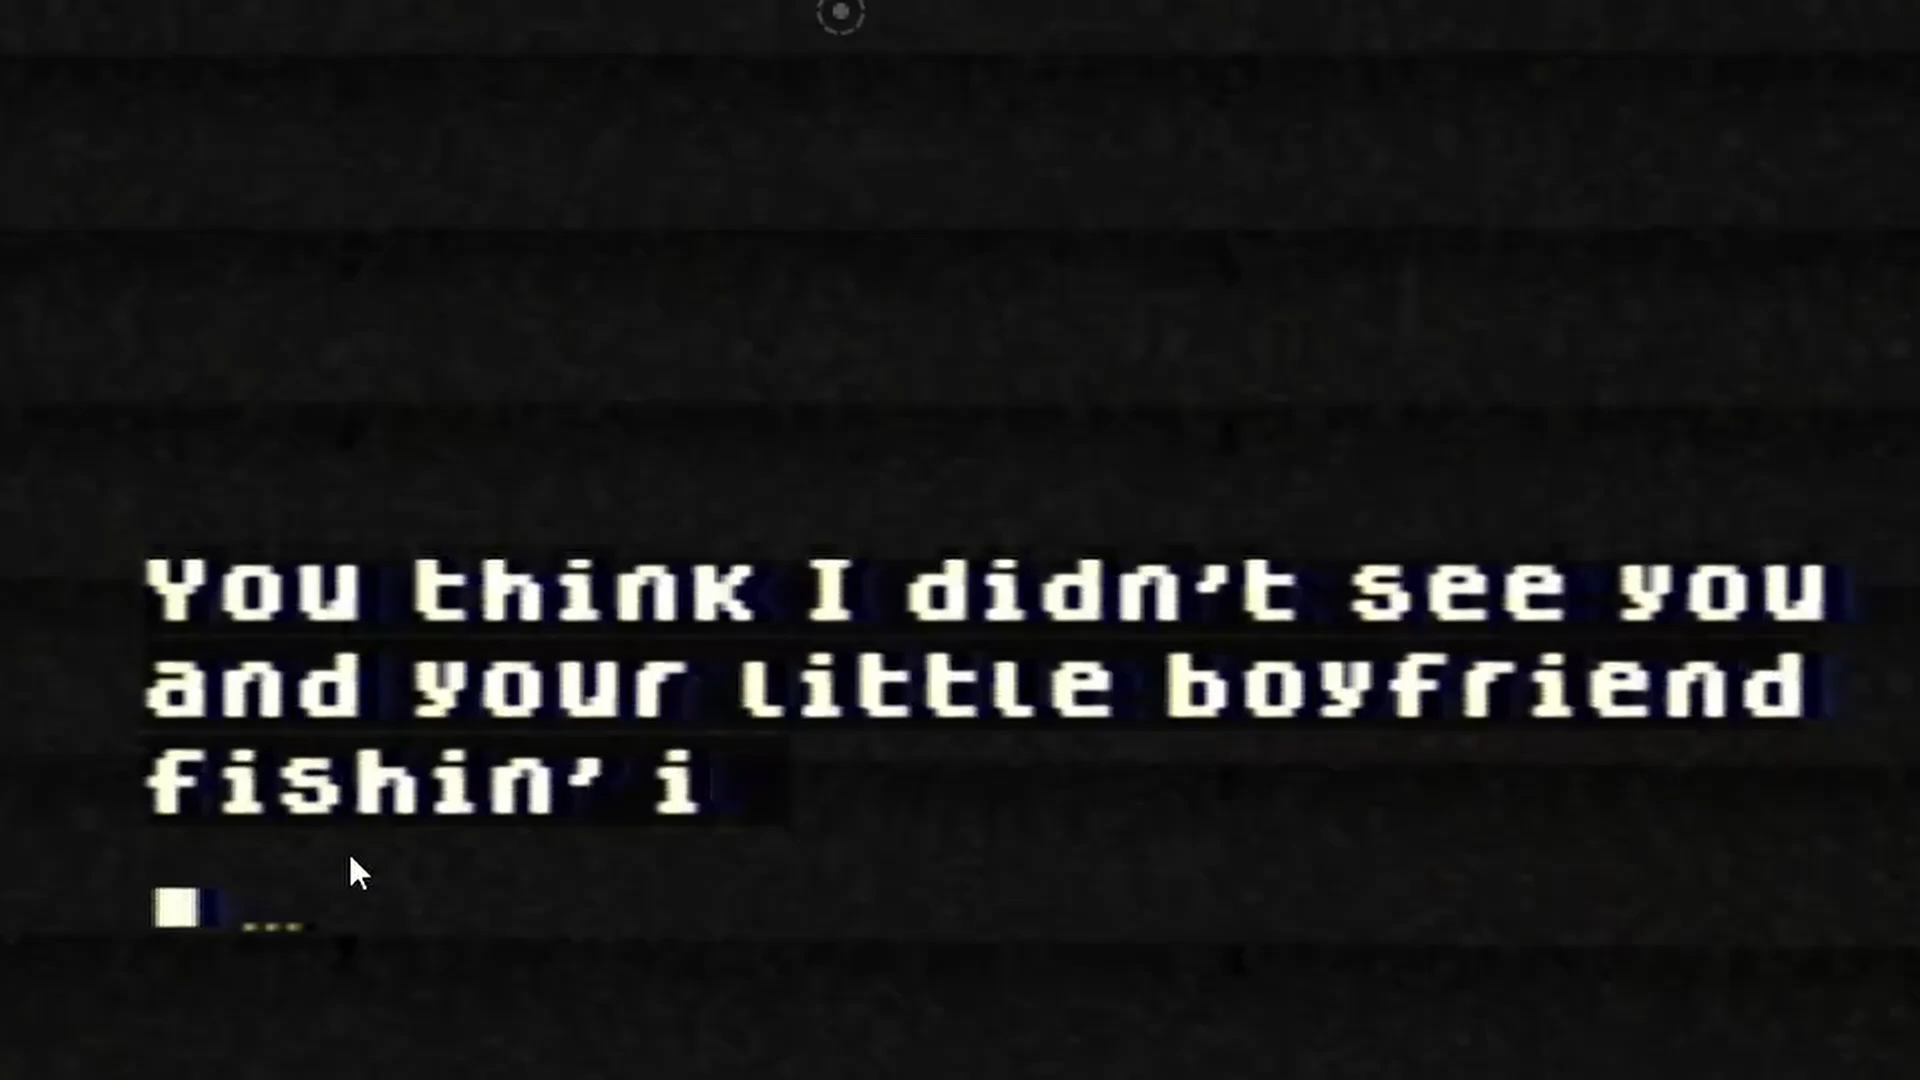 You think I didn't see you
and your little boyfriend
fishin' i
...